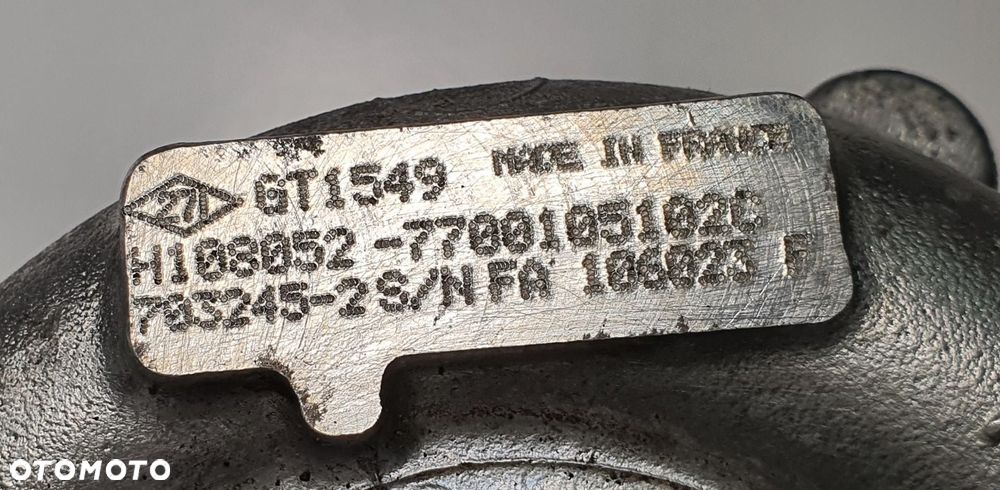 GT1549 MADE IN FRANCE
H108052-7700105102C
703245-2 S/N FA 106023 F
OTOMOTO